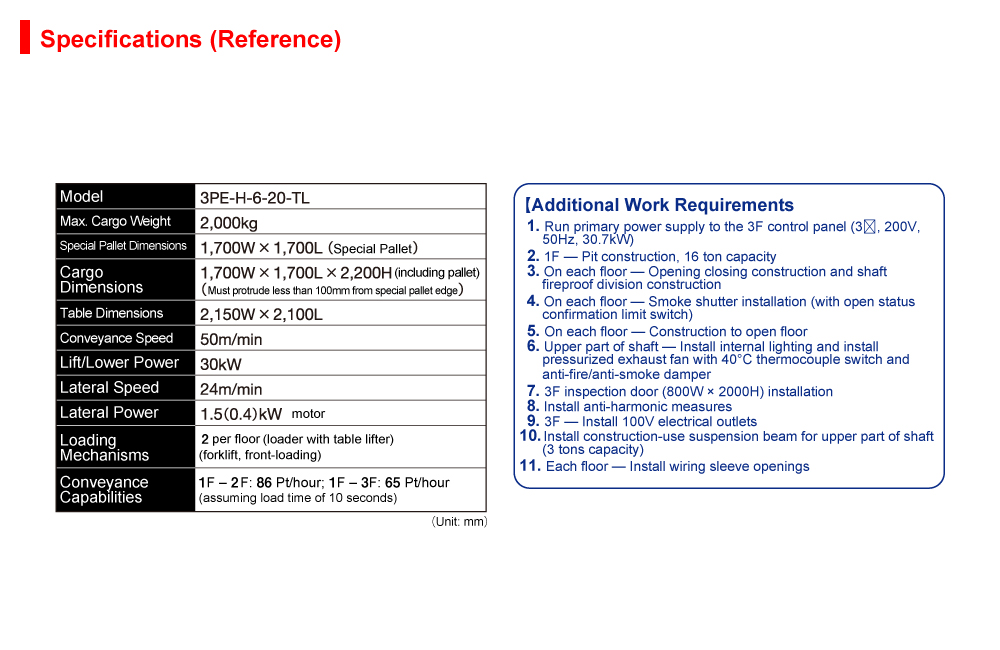 Specifications (Reference)
Model 3PE-H-6-20-TL
Max. Cargo Weight 2,000kg
Special Pallet Dimensions 1,700W × 1,700L (Special Pallet)
Cargo Dimensions 1,700W × 1,700L × 2,200H (including pallet)
(Must protrude less than 100mm from special pallet edge)
Table Dimensions 2,150W × 2,100L
Conveyance Speed 50m/min
Lift/Lower Power 30kW
Lateral Speed 24m/min
Lateral Power 1.5(0.4)kW motor
Loading Mechanisms 2 per floor (loader with table lifter)
(forklift, front-loading)
Conveyance Capabilities 1F – 2F: 86 Pt/hour; 1F – 3F: 65 Pt/hour
(assuming load time of 10 seconds)
(Unit: mm)
【Additional Work Requirements
1. Run primary power supply to the 3F control panel (3☒, 200V,
50Hz, 30.7kW)
2. 1F — Pit construction, 16 ton capacity
3. On each floor — Opening closing construction and shaft
fireproof division construction
4. On each floor — Smoke shutter installation (with open status
confirmation limit switch)
5. On each floor — Construction to open floor
6. Upper part of shaft — Install internal lighting and install
pressurized exhaust fan with 40°C thermocouple switch and
anti-fire/anti-smoke damper
7. 3F inspection door (800W × 2000H) installation
8. Install anti-harmonic measures
9. 3F — Install 100V electrical outlets
10. Install construction-use suspension beam for upper part of shaft
(3 tons capacity)
11. Each floor — Install wiring sleeve openings